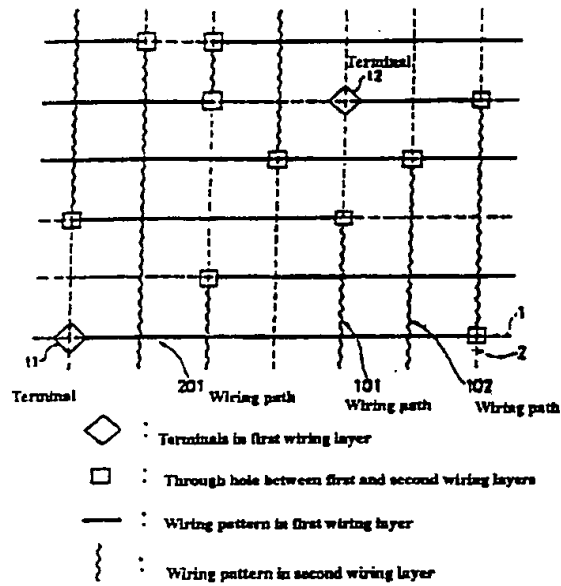 Terminal
t2
1
2
t1
201
101
102
Terminal
Wiring path
Wiring path
Wiring path
: Terminals in first wiring layer
: Through hole between first and second wiring layers
: Wiring pattern in first wiring layer
: Wiring pattern in second wiring layer